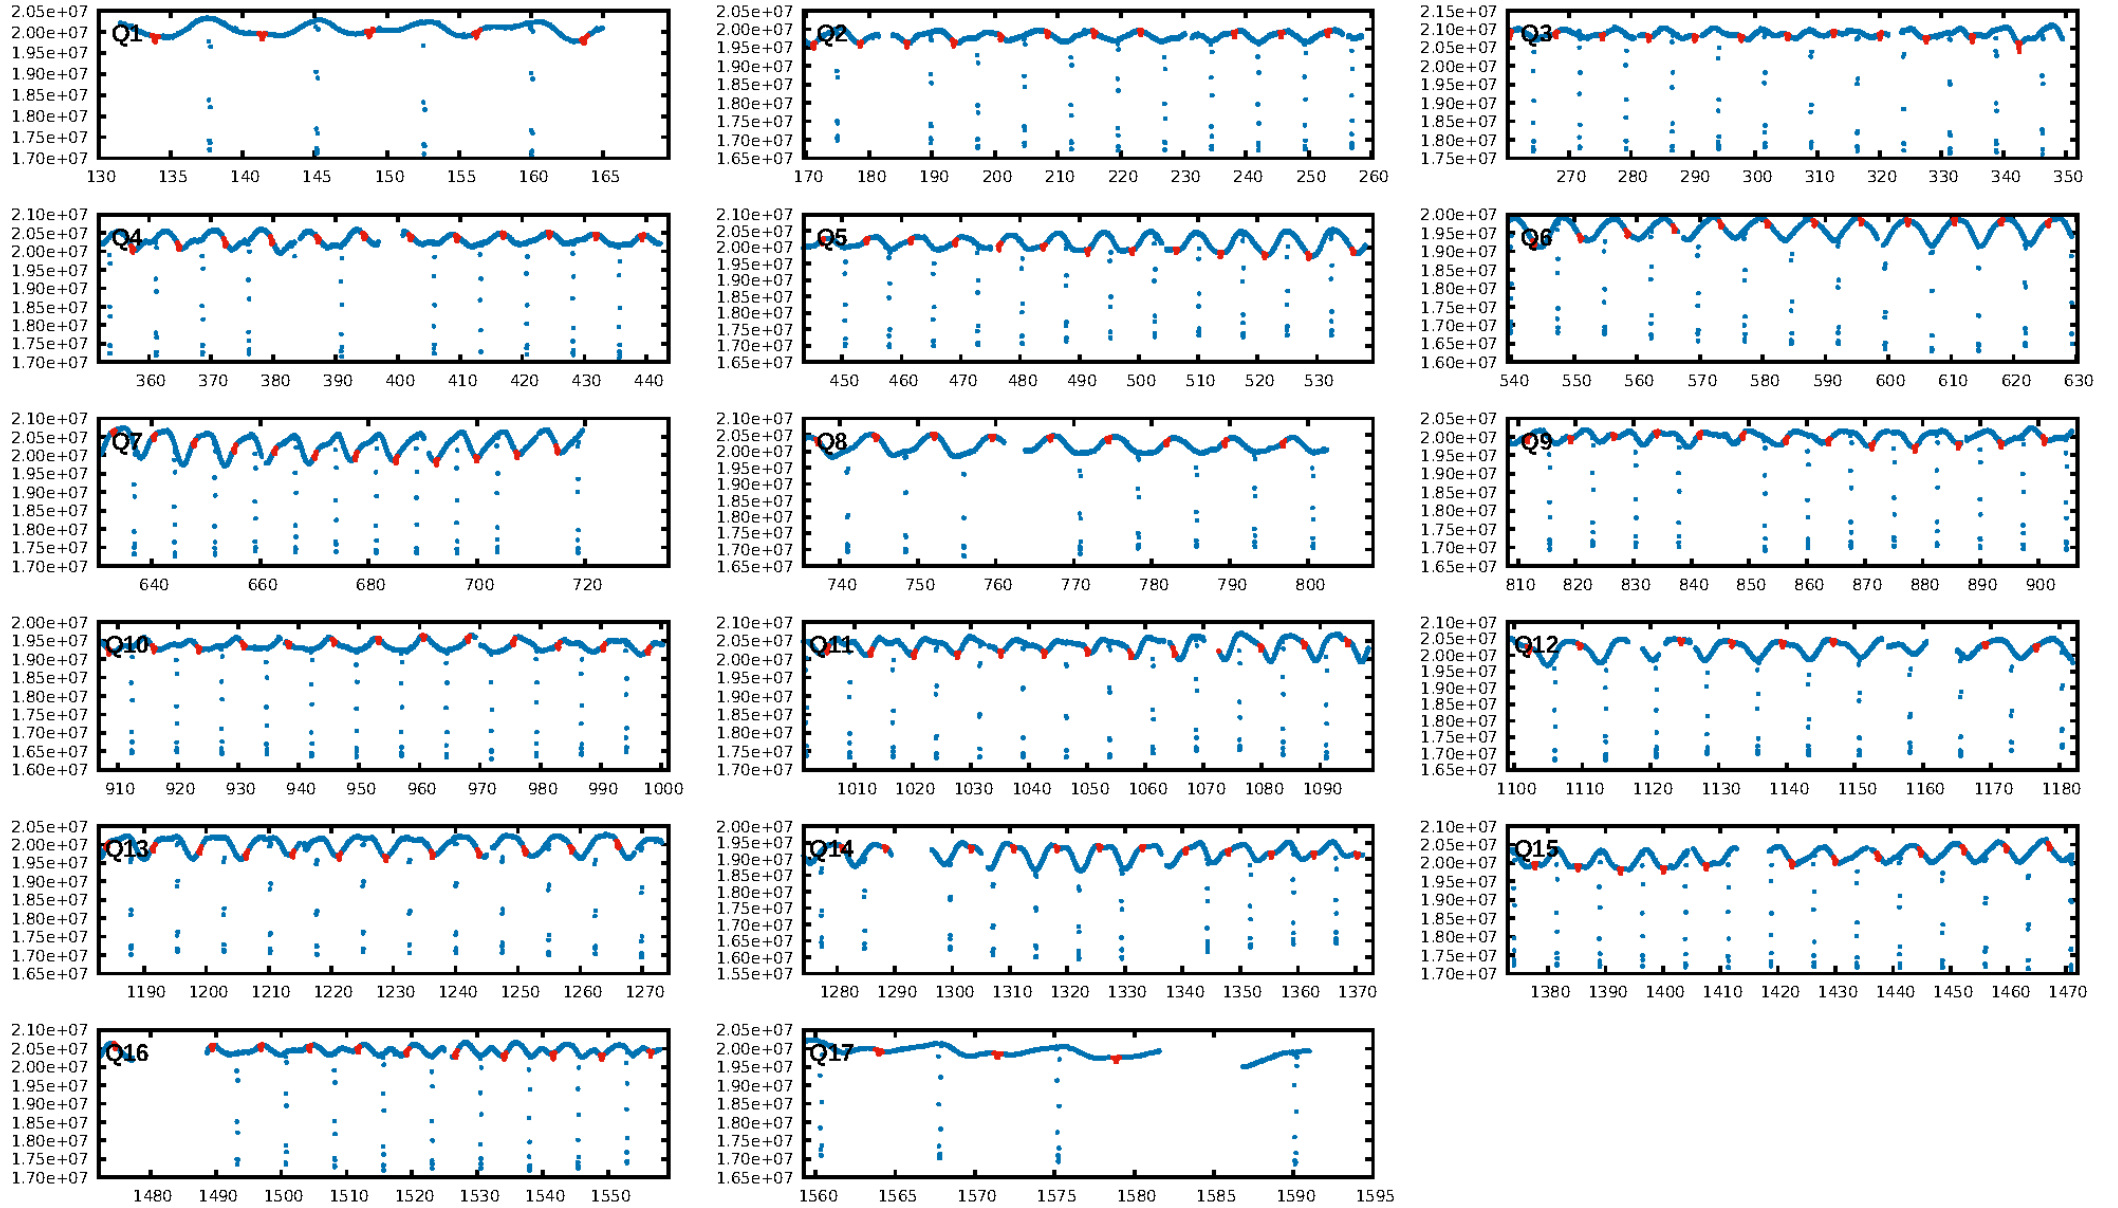 2.05e+07 2.00e+07 1.95e+07 1.90e+07 1.85e+07 1.80e+07 1.75e+07 1.70e+07
Q1
130 135 140 145 150 155 160 165
2.05e+07 2.00e+07 1.95e+07 1.90e+07 1.85e+07 1.80e+07 1.75e+07 1.70e+07 1.65e+07
Q2
170 180 190 200 210 220 230 240 250 260
2.15e+07 2.10e+07 2.05e+07 2.00e+07 1.95e+07 1.90e+07 1.85e+07 1.80e+07 1.75e+07
Q3
270 280 290 300 310 320 330 340 350
2.10e+07 2.05e+07 2.00e+07 1.95e+07 1.90e+07 1.85e+07 1.80e+07 1.75e+07 1.70e+07
Q4
360 370 380 390 400 410 420 430 440
2.10e+07 2.05e+07 2.00e+07 1.95e+07 1.90e+07 1.85e+07 1.80e+07 1.75e+07 1.70e+07 1.65e+07
Q5
450 460 470 480 490 500 510 520 530
2.00e+07 1.95e+07 1.90e+07 1.85e+07 1.80e+07 1.75e+07 1.70e+07 1.65e+07 1.60e+07
Q6
540 550 560 570 580 590 600 610 620 630
2.10e+07 2.05e+07 2.00e+07 1.95e+07 1.90e+07 1.85e+07 1.80e+07 1.75e+07 1.70e+07
Q7
640 660 680 700 720
2.10e+07 2.05e+07 2.00e+07 1.95e+07 1.90e+07 1.85e+07 1.80e+07 1.75e+07 1.70e+07 1.65e+07
Q8
740 750 760 770 780 790 800
2.05e+07 2.00e+07 1.95e+07 1.90e+07 1.85e+07 1.80e+07 1.75e+07 1.70e+07 1.65e+07
Q9
810 820 830 840 850 860 870 880 890 900
2.00e+07 1.95e+07 1.90e+07 1.85e+07 1.80e+07 1.75e+07 1.70e+07 1.65e+07 1.60e+07
Q10
910 920 930 940 950 960 970 980 990 1000
2.10e+07 2.05e+07 2.00e+07 1.95e+07 1.90e+07 1.85e+07 1.80e+07 1.75e+07 1.70e+07
Q11
1010 1020 1030 1040 1050 1060 1070 1080 1090
2.10e+07 2.05e+07 2.00e+07 1.95e+07 1.90e+07 1.85e+07 1.80e+07 1.75e+07 1.70e+07 1.65e+07
Q12
1100 1110 1120 1130 1140 1150 1160 1170 1180
2.05e+07 2.00e+07 1.95e+07 1.90e+07 1.85e+07 1.80e+07 1.75e+07 1.70e+07 1.65e+07
Q13
1190 1200 1210 1220 1230 1240 1250 1260 1270
2.00e+07 1.95e+07 1.90e+07 1.85e+07 1.80e+07 1.75e+07 1.70e+07 1.65e+07 1.60e+07 1.55e+07
Q14
1280 1290 1300 1310 1320 1330 1340 1350 1360 1370
2.10e+07 2.05e+07 2.00e+07 1.95e+07 1.90e+07 1.85e+07 1.80e+07 1.75e+07 1.70e+07
Q15
1380 1390 1400 1410 1420 1430 1440 1450 1460 1470
2.10e+07 2.05e+07 2.00e+07 1.95e+07 1.90e+07 1.85e+07 1.80e+07 1.75e+07 1.70e+07
Q16
1480 1490 1500 1510 1520 1530 1540 1550
2.05e+07 2.00e+07 1.95e+07 1.90e+07 1.85e+07 1.80e+07 1.75e+07 1.70e+07 1.65e+07
Q17
1560 1565 1570 1575 1580 1585 1590 1595